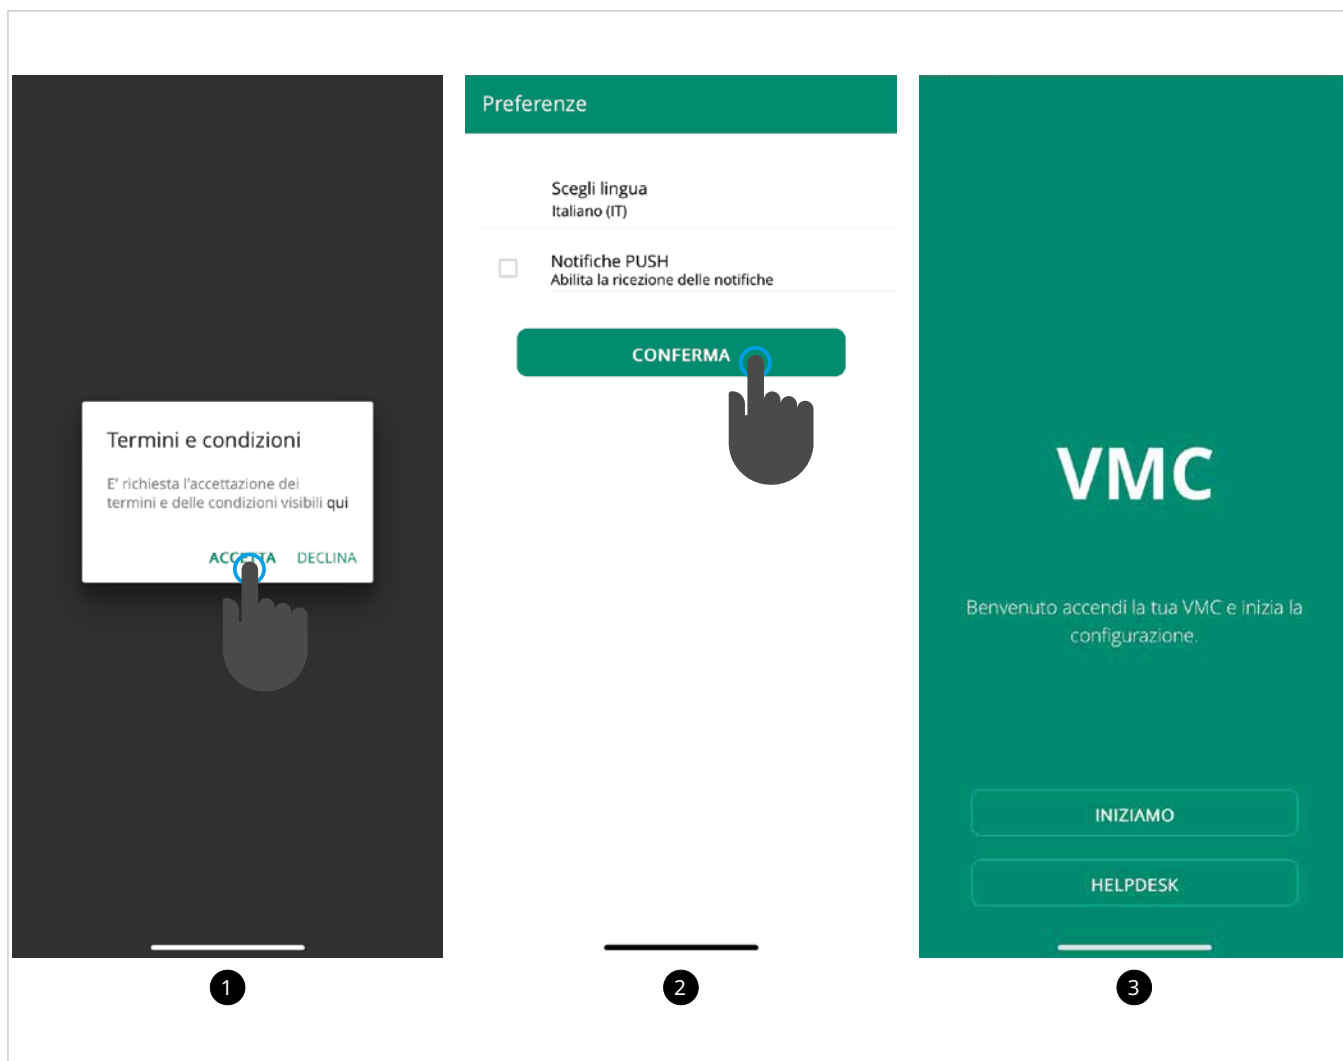 Termini e condizioni
E' richiesta l'accettazione dei
termini e delle condizioni visibili qui
ACCETTA DECLINA
1
Preferenze
Scegli lingua
Italiano (IT)
Notifiche PUSH
Abilita la ricezione delle notifiche
CONFERMA
2
VMC
Benvenuto accendi la tua VMC e inizia la
configurazione.
INIZIAMO
HELPDESK
3